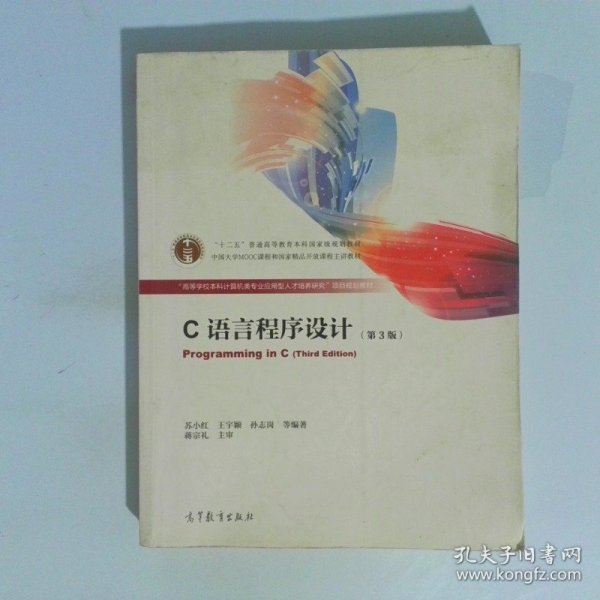 十二五
"十二五"普通高等教育本科国家级规划教材
中国大学MOOC课程和国家精品开放课程主讲教材
"高等学校本科计算机类专业应用型人才培养研究"项目规划教材
C 语言程序设计(第3版)
Programming in C (Third Edition)
苏小红 王宇颖 孙志岗 等编著
蒋宗礼 主审
高等教育出版社
孔夫子旧书网
www.kongfz.com